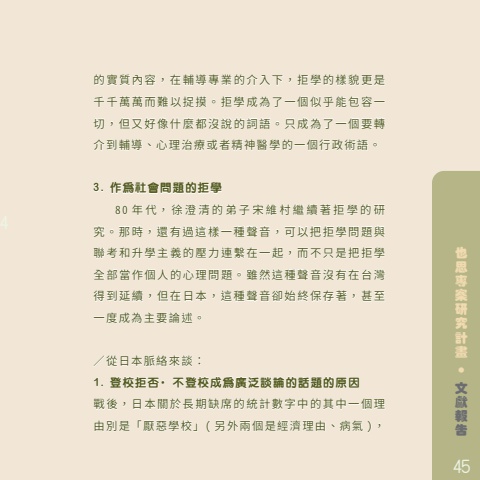 的實質內容，在輔導專業的介入下，拒學的樣貌更是
千千萬萬而難以捉摸。拒學成為了一個似乎能包容一
切，但又好像什麼都沒說的詞語。只成為了一個要轉
介到輔導、心理治療或者精神醫學的一個行政術語。
3. 作為社會問題的拒學
80 年代，徐澄清的弟子宋維村繼續著拒學的研
究。那時，還有過這樣一種聲音，可以把拒學問題與
聯考和升學主義的壓力連繫在一起，而不只是把拒學
全部當作個人的心理問題。雖然這種聲音沒有在台灣
得到延續，但在日本，這種聲音卻始終保存著，甚至
一度成為主要論述。
／從日本脈絡來談：
1. 登校拒否·不登校成為廣泛談論的話題的原因
戰後，日本關於長期缺席的統計數字中的其中一個理
由別是「厭惡學校」( 另外兩個是經濟理由、病氣 )，
也思專案研究計畫●文獻報告
45
4